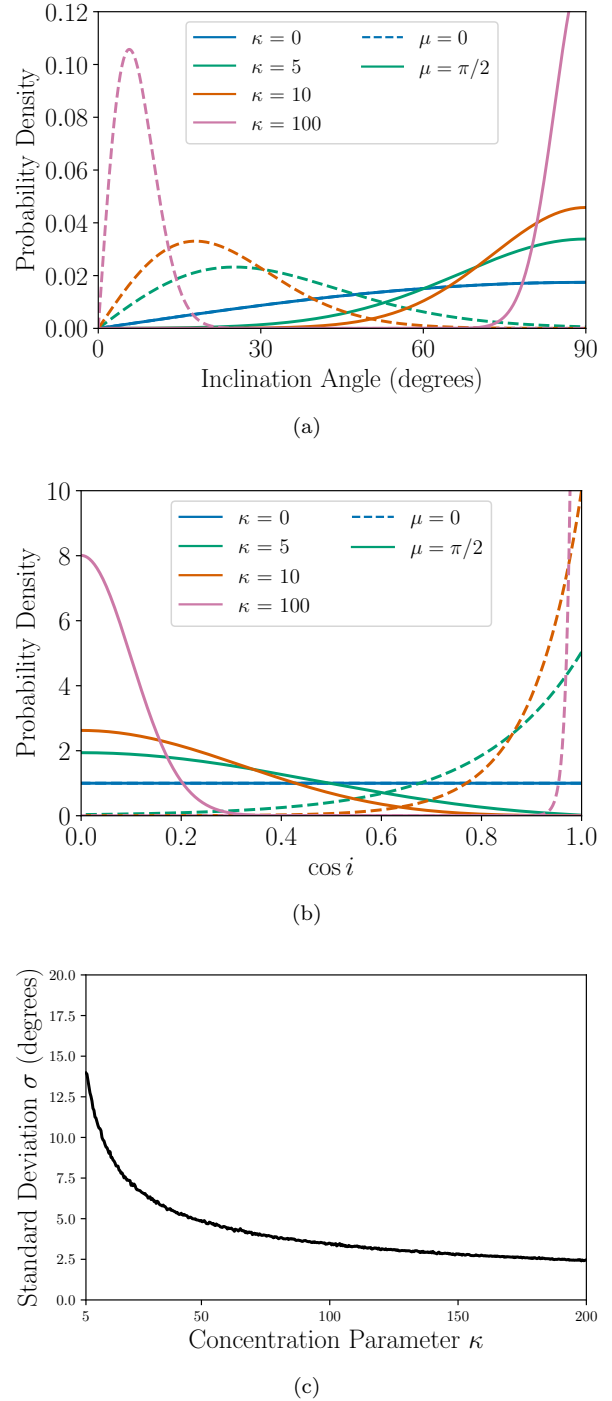 0.12
0.10
0.08
0.06
0.04
0.02
0.00
Probability Density
κ = 0
κ = 5
κ = 10
κ = 100
μ = 0
μ = π/2
0
30
60
90
Inclination Angle (degrees)
(a)
10
8
6
4
2
0
Probability Density
κ = 0
κ = 5
κ = 10
κ = 100
μ = 0
μ = π/2
0.0
0.2
0.4
0.6
0.8
1.0
cos i
(b)
20.0
17.5
15.0
12.5
10.0
7.5
5.0
2.5
0.0
Standard Deviation σ (degrees)
5
50
100
150
200
Concentration Parameter κ
(c)